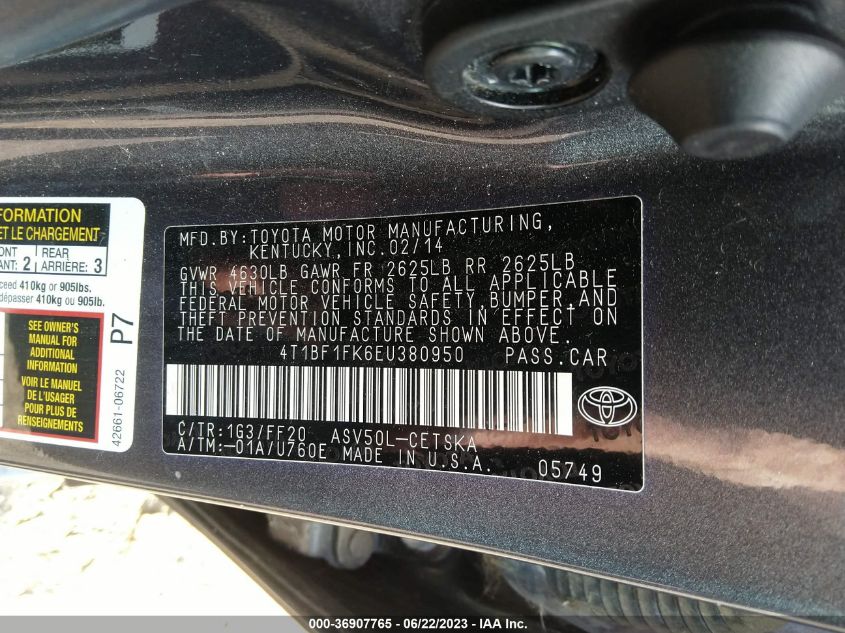 FORMATION
ET LE CHARGEMENT
ONT
ANT: 2
REAR
ARRIÈRE: 3
ceed 410kg or 905lbs.
dépasser 410kg ou 905lb.
SEE OWNER'S
MANUAL FOR
ADDITIONAL
INFORMATION
VOIR LE MANUEL
DE L'USAGER
POUR PLUS DE
RENSEIGNEMENTS
P7
42661-06722
MFD.BY:TOYOTA MOTOR MANUFACTURING,
KENTUCKY,INC.02/14
GVWR 4630LB GAWR FR 2625LB RR 2625LB
THIS VEHICLE CONFORMS TO ALL APPLICABLE
FEDERAL MOTOR VEHICLE SAFETY,BUMPER,AND
THEFT PREVENTION STANDARDS IN EFFECT ON
THE DATE OF MANUFACTURE SHOWN ABOVE.
4T1BF1FK6EU380950 PASS.CAR
C/TR:1G3/FF20 ASV50L-CETSKA
A/TM:-01A/U760E MADE IN U.S.A. 05749
000-36907765 - 06/22/2023 - IAA Inc.